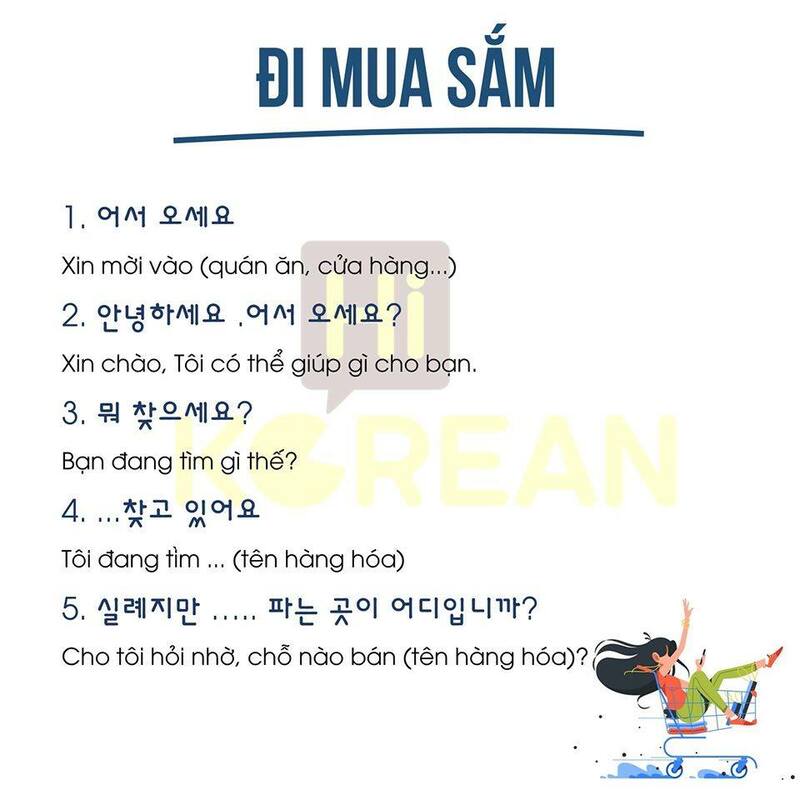 ĐI MUA SẮM
1. 어서 오세요
Xin mời vào (quán ăn, cửa hàng...)
2. 안녕하세요 .어서 오세요?
Xin chào, Tôi có thể giúp gì cho bạn.
3. 뭐 찾으세요?
Bạn đang tìm gì thế?
4. ...찾고 있어요
Tôi đang tìm ... (tên hàng hóa)
5. 실례지만 ..... 파는 곳이 어디입니까?
Cho tôi hỏi nhờ, chỗ nào bán (tên hàng hóa)?
Hi
KOREAN